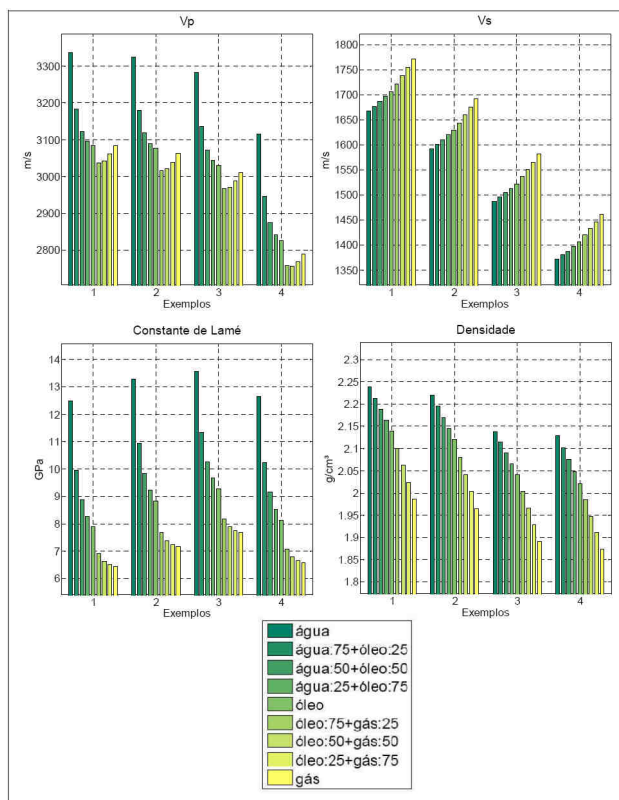 Vp
3300
3200
3100
3000
2900
2800
m/s
1
2
3
4
Exemplos
Vs
1800
1750
1700
1650
1600
1550
1500
1450
1400
1350
m/s
1
2
3
4
Exemplos
Constante de Lamé
14
13
12
11
10
9
8
7
6
GPa
1
2
3
4
Exemplos
Densidade
2.3
2.25
2.2
2.15
2.1
2.05
2
1.95
1.9
1.85
1.8
g/cm³
1
2
3
4
Exemplos
água
água:75+óleo:25
água:50+óleo:50
água:25+óleo:75
óleo
óleo:75+gás:25
óleo:50+gás:50
óleo:25+gás:75
gás